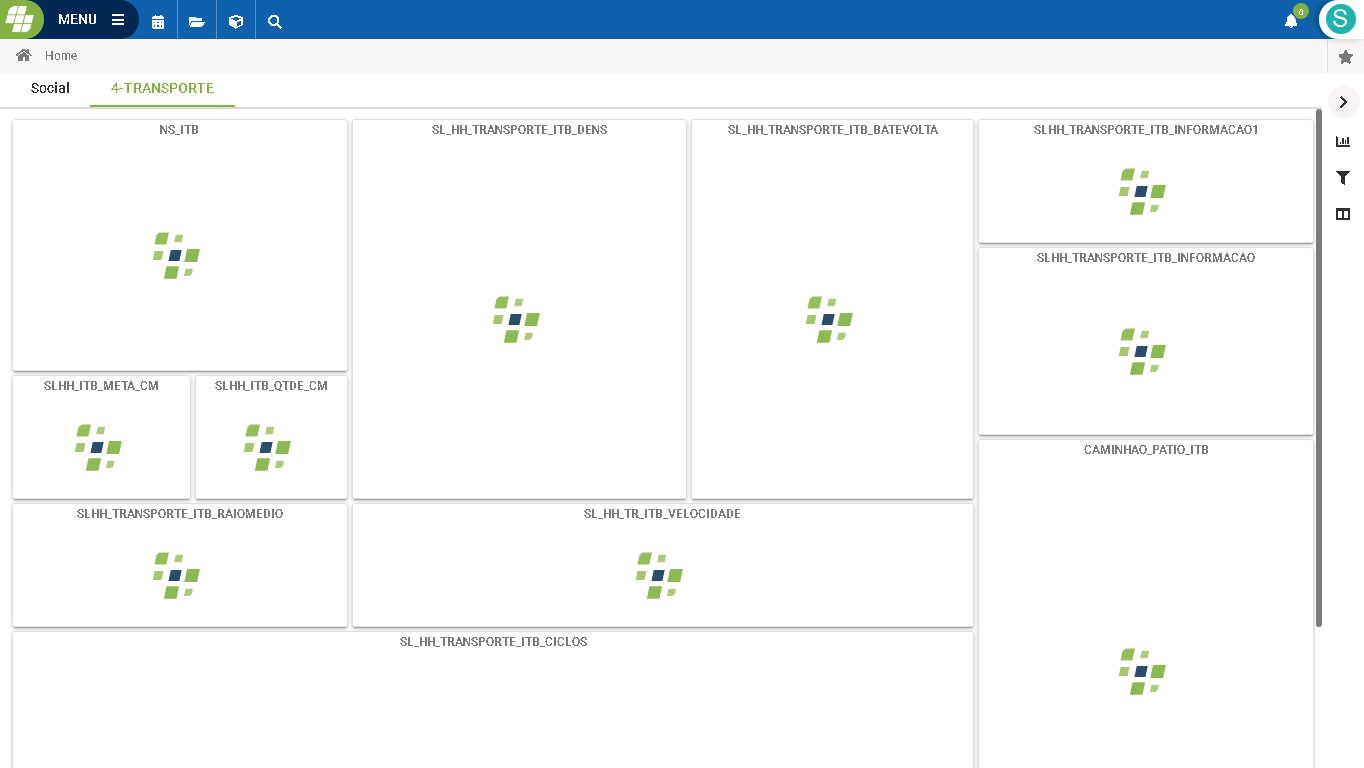 MENU
0
S
Home
Social
4-TRANSPORTE
NS_ITB
SL_HH_TRANSPORTE_ITB_DENS
SL_HH_TRANSPORTE_ITB_BATEVOLTA
SLHH_TRANSPORTE_ITB_INFORMACAO1
SLHH_TRANSPORTE_ITB_INFORMACAO
SLHH_ITB_META_CM
SLHH_ITB_QTDE_CM
CAMINHAO_PATIO_ITB
SLHH_TRANSPORTE_ITB_RAIOMEDIO
SL_HH_TR_ITB_VELOCIDADE
SL_HH_TRANSPORTE_ITB_CICLOS